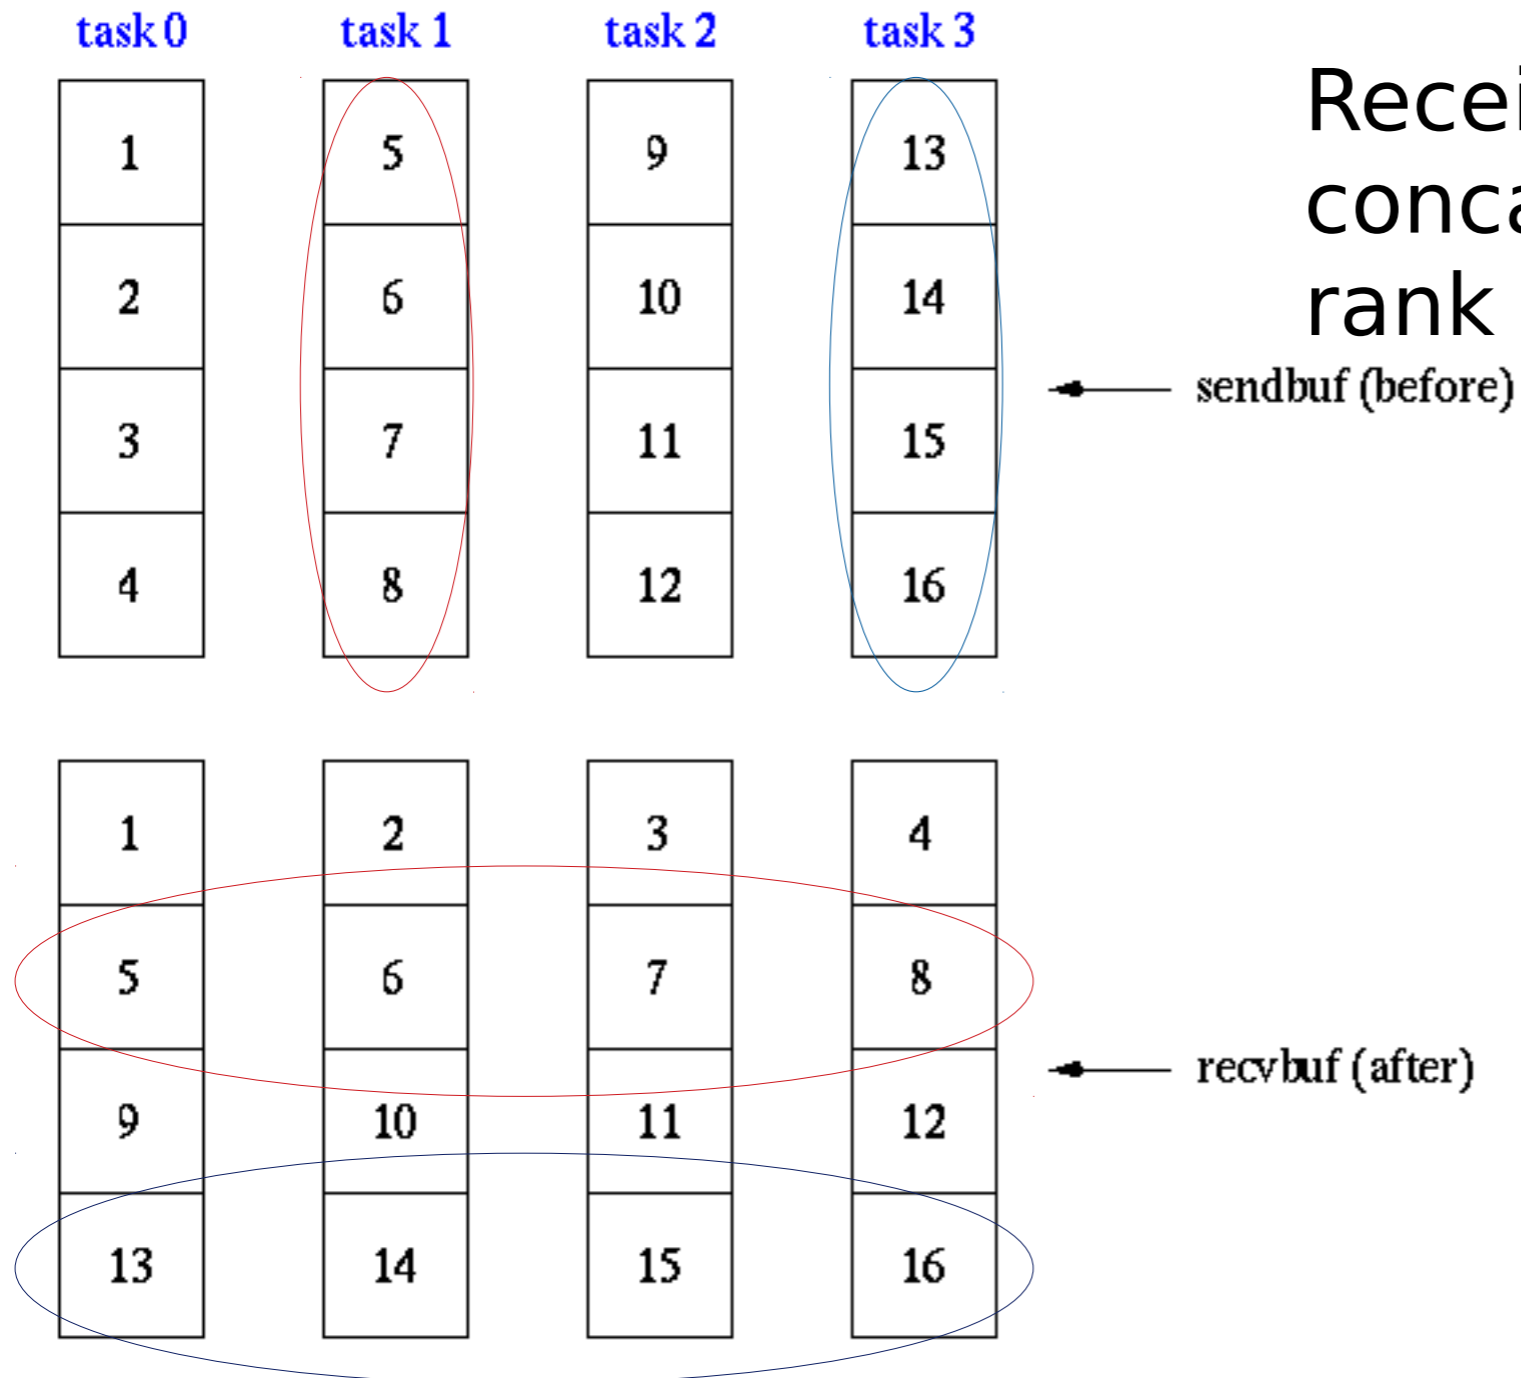 task 0 task 1 task 2 task 3
1 5 9 13
2 6 10 14
3 7 11 15
4 8 12 16
rank
sendbuf (before)
1 2 3 4
5 6 7 8
9 10 11 12
13 14 15 16
recvbuf (after)